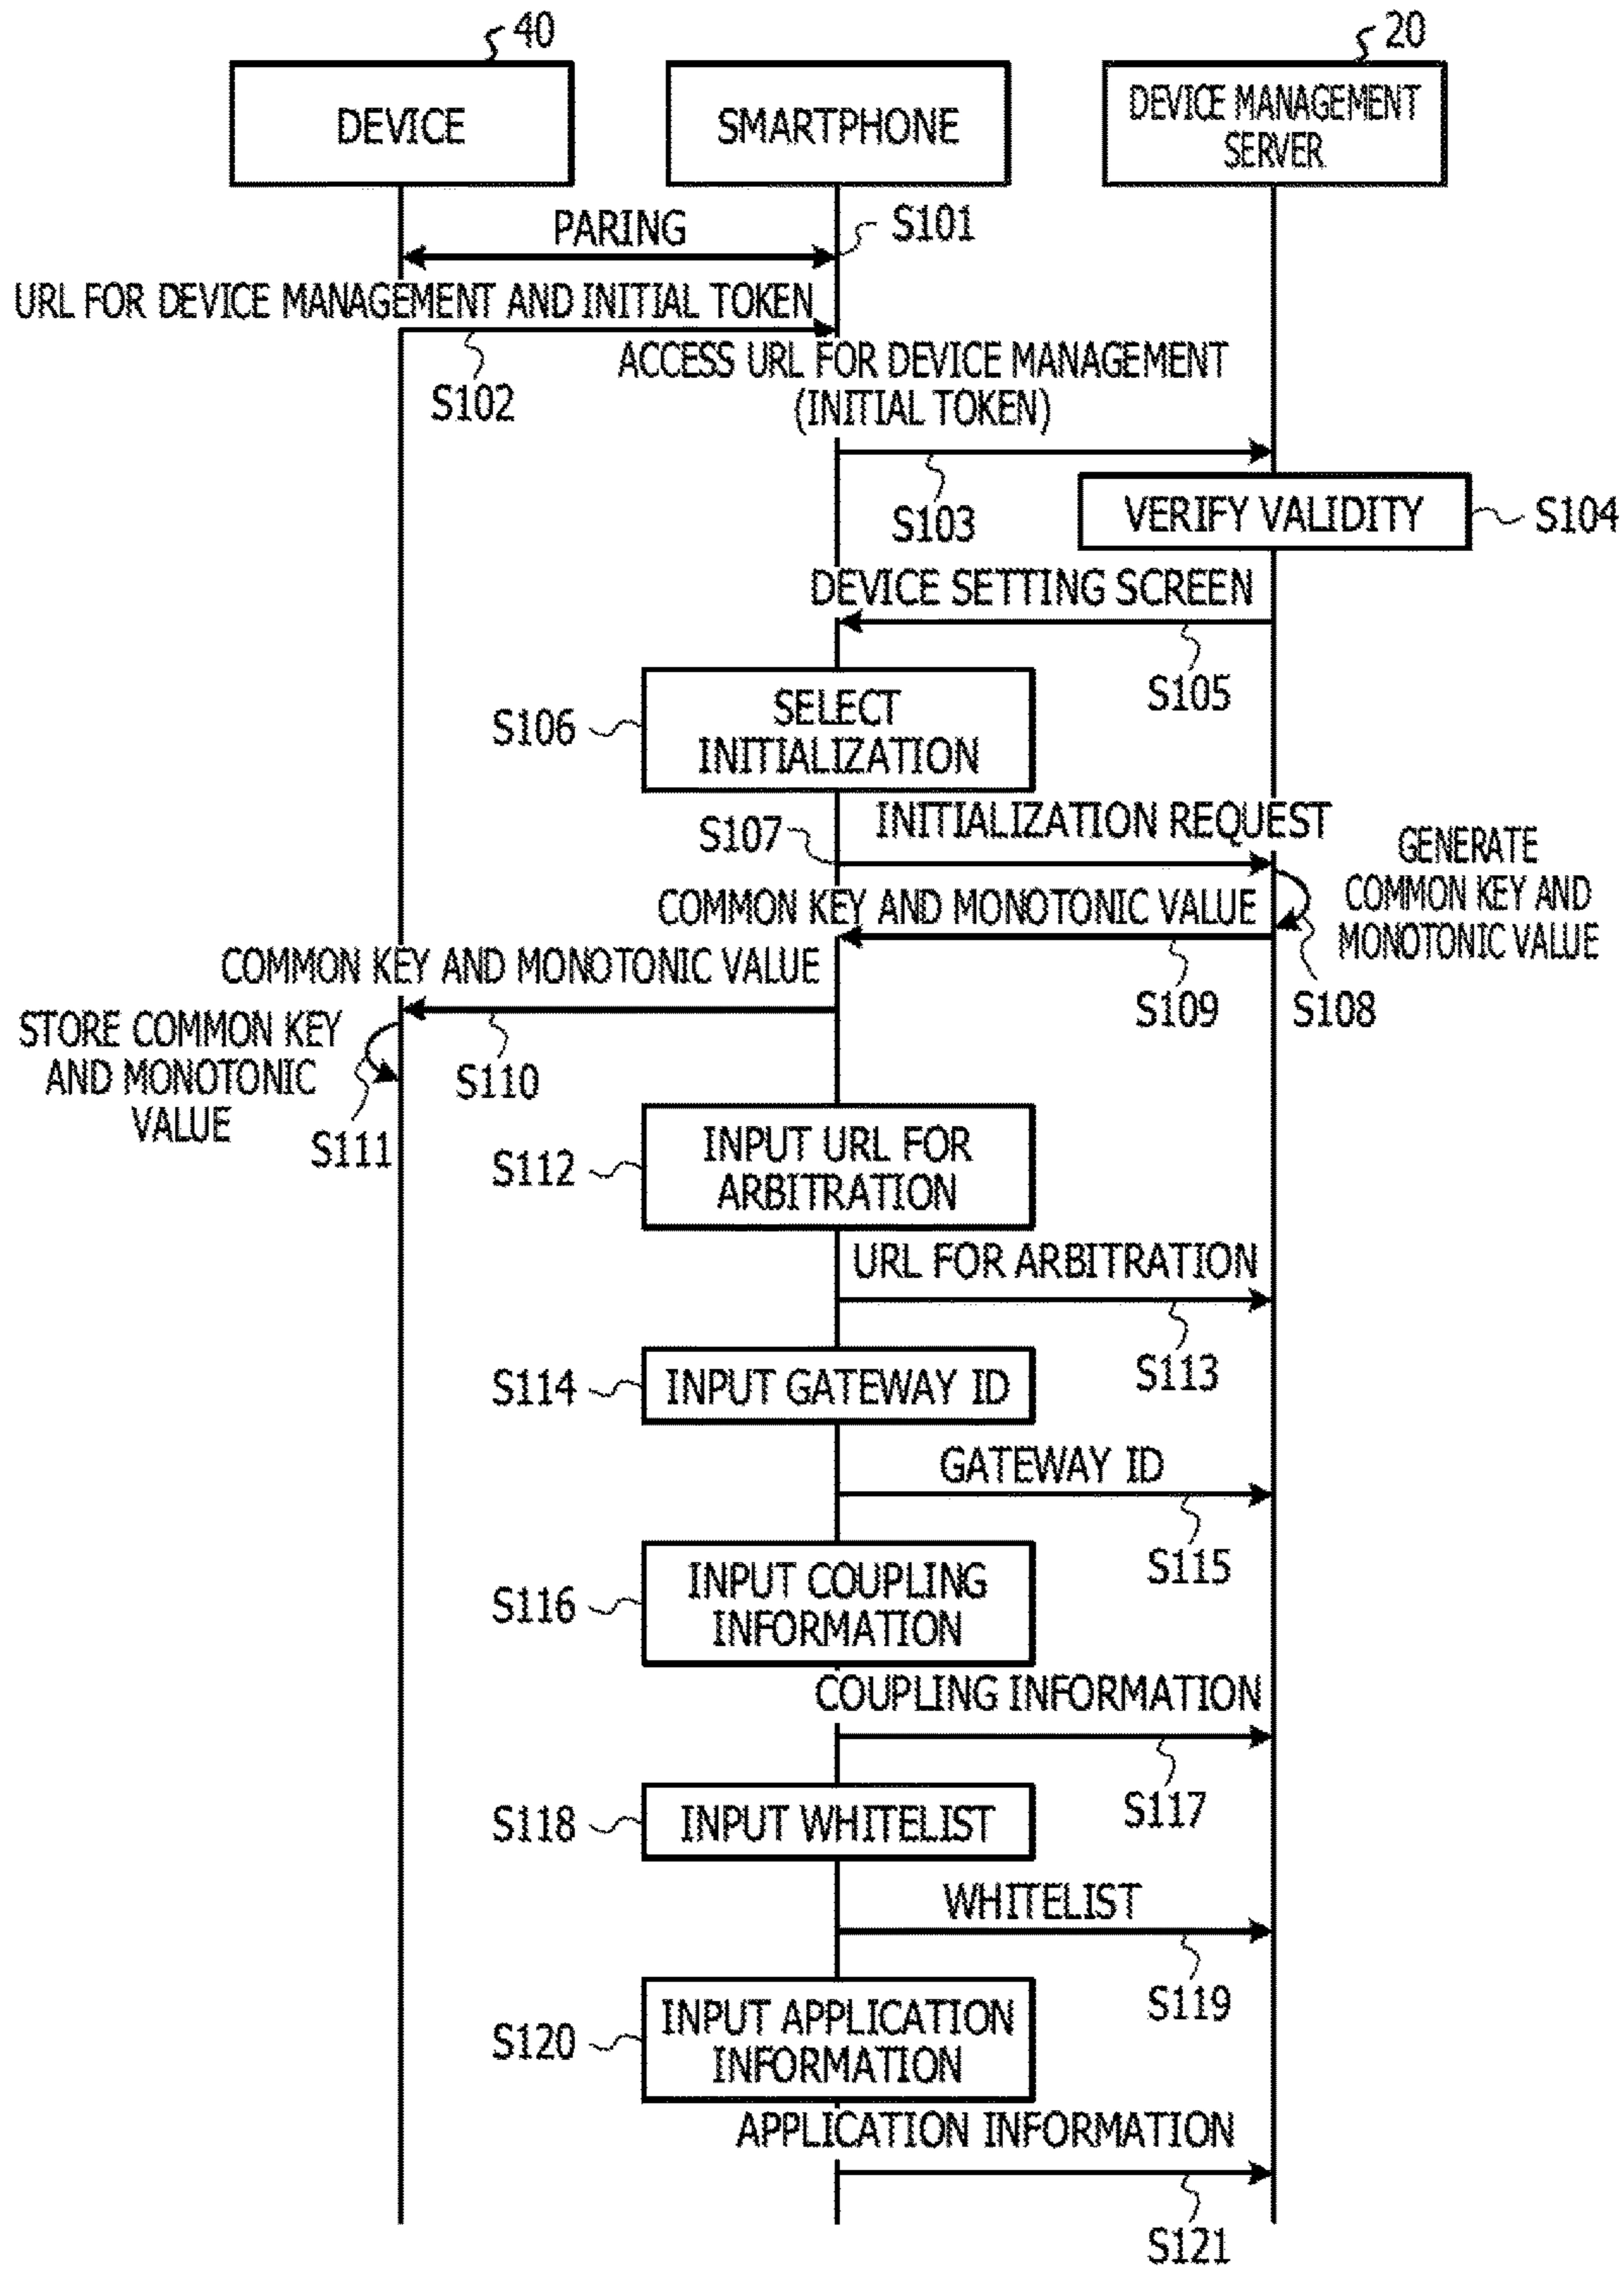 40
20
DEVICE
SMARTPHONE
DEVICE MANAGEMENT
SERVER
PARING
S101
URL FOR DEVICE MANAGEMENT AND INITIAL TOKEN
S102
ACCESS URL FOR DEVICE MANAGEMENT
(INITIAL TOKEN)
S103
VERIFY VALIDITY
S104
DEVICE SETTING SCREEN
S105
S106
SELECT
INITIALIZATION
S107
INITIALIZATION REQUEST
GENERATE
COMMON KEY AND
MONOTONIC VALUE
S108
COMMON KEY AND MONOTONIC VALUE
S109
COMMON KEY AND MONOTONIC VALUE
S110
STORE COMMON KEY
AND MONOTONIC
VALUE
S111
S112
INPUT URL FOR
ARBITRATION
URL FOR ARBITRATION
S113
S114
INPUT GATEWAY ID
GATEWAY ID
S115
S116
INPUT COUPLING
INFORMATION
COUPLING INFORMATION
S117
S118
INPUT WHITELIST
WHITELIST
S119
S120
INPUT APPLICATION
INFORMATION
APPLICATION INFORMATION
S121